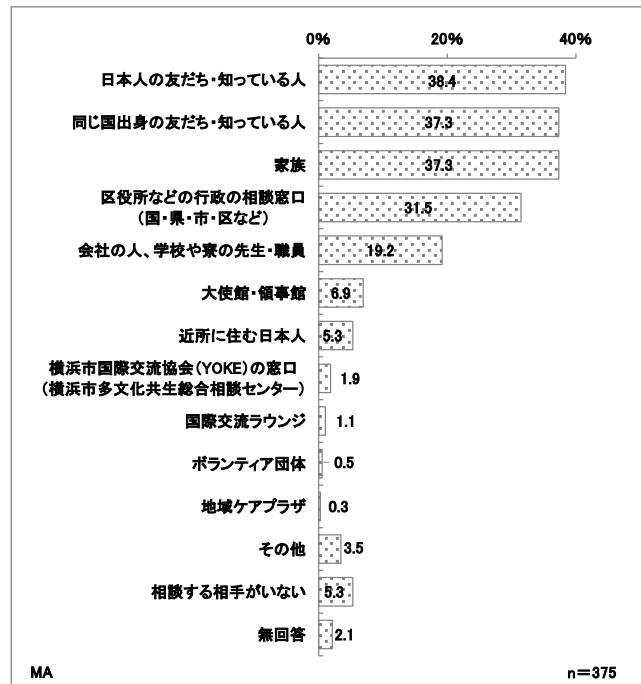 0% 20% 40%
日本人の友だち・知っている人 38.4
同じ国出身の友だち・知っている人 37.3
家族 37.3
区役所などの行政の相談窓口
(国・県・市・区など) 31.5
会社の人、学校や寮の先生・職員 19.2
大使館・領事館 6.9
近所に住む日本人 5.3
横浜市国際交流協会(YOKE)の窓口
(横浜市多文化共生総合相談センター) 1.9
国際交流ラウンジ 1.1
ボランティア団体 0.5
地域ケアプラザ 0.3
その他 3.5
相談する相手がいない 5.3
無回答 2.1
MA n=375